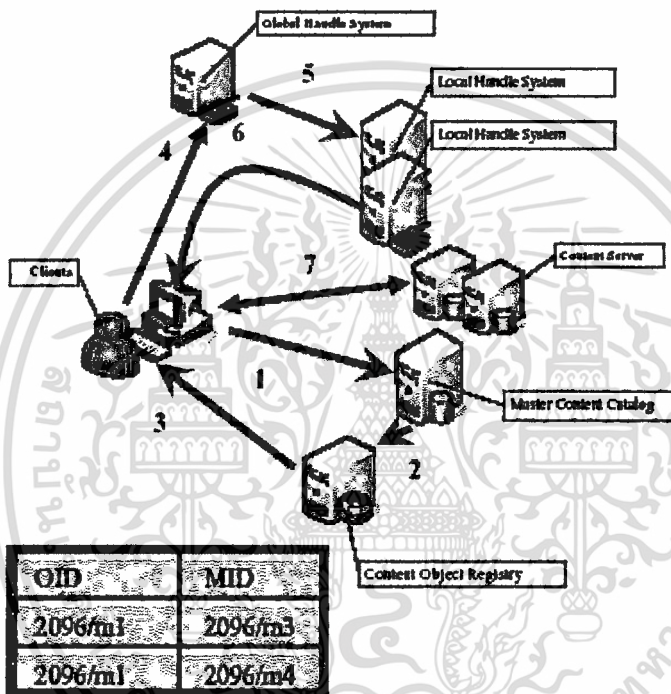 Global Handle System
5
Local Handle System
Local Handle System
6
4
Clients
7
Content Server
1
Master Content Catalog
3
2
Content Object Registry
OID MID
2096/m1 2096/m3
2096/m1 2096/m4